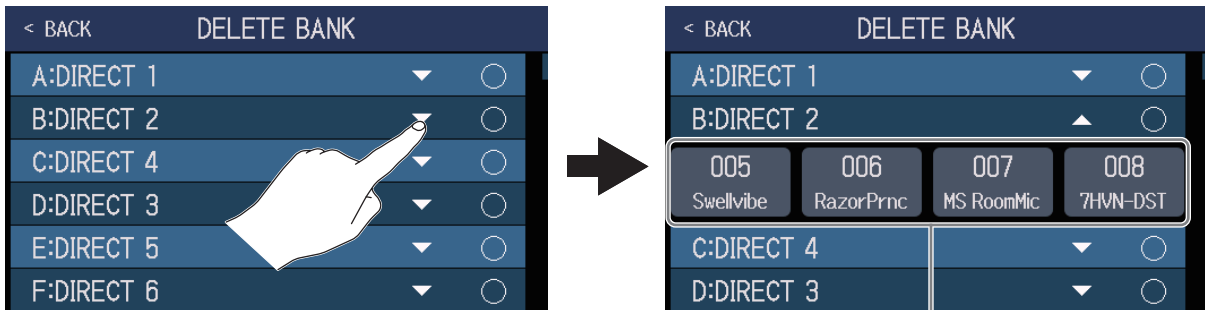 < BACK DELETE BANK
A:DIRECT 1
B:DIRECT 2
C:DIRECT 4
D:DIRECT 3
E:DIRECT 5
F:DIRECT 6
< BACK DELETE BANK
A:DIRECT 1
B:DIRECT 2
005 006 007 008
Swellvibe RazorPrnc MS RoomMic 7HVN-DST
C:DIRECT 4
D:DIRECT 3